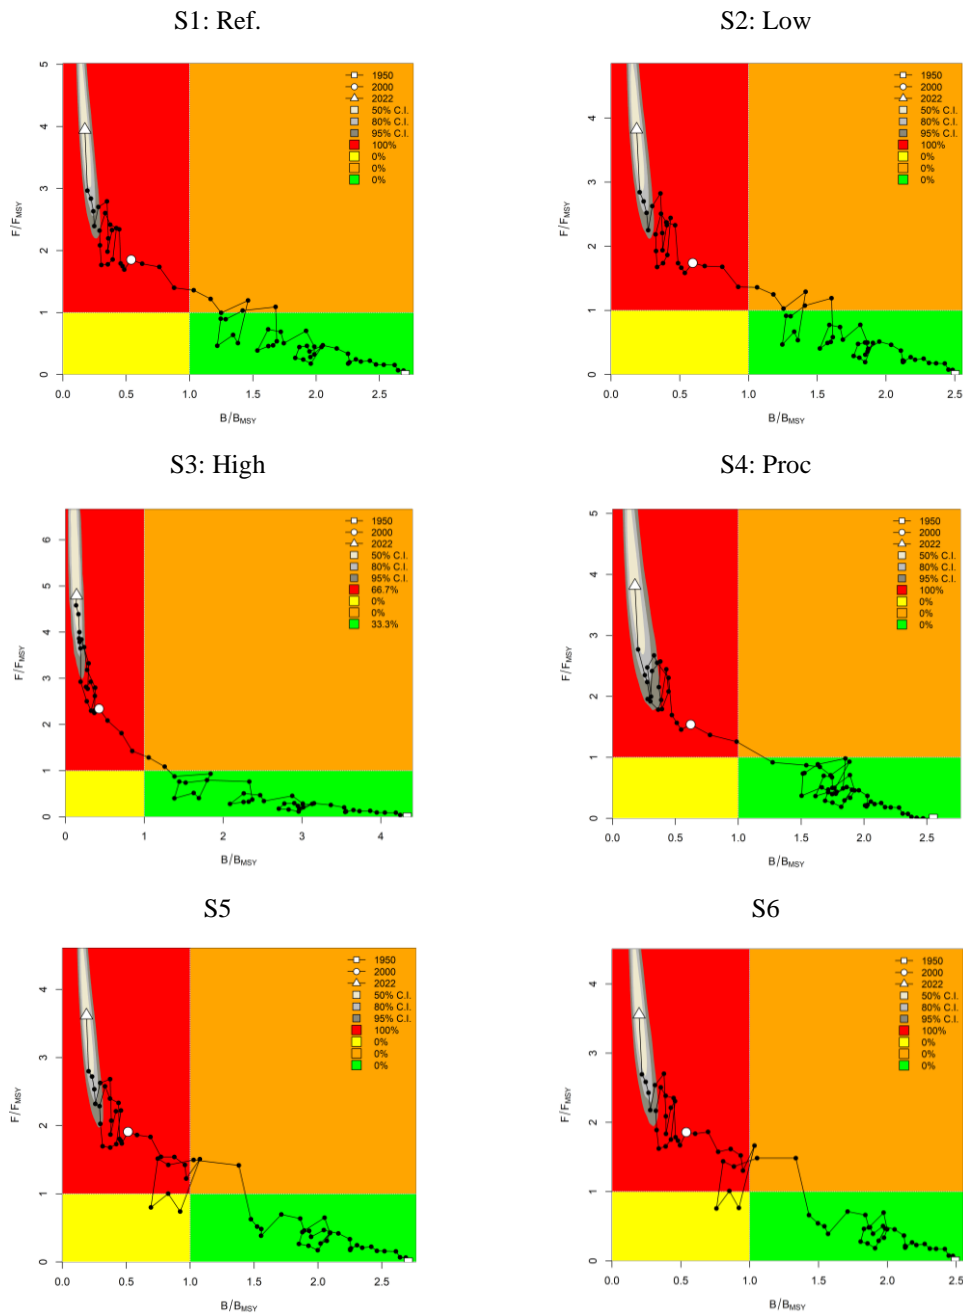 S1: Ref.
5
4
3
2
1
0
F/FMSY
0.0 0.5 1.0 1.5 2.0 2.5
B/BMSY
1950
2000
2022
50% C.I.
80% C.I.
95% C.I.
100%
0%
0%
0%
S2: Low
4
3
2
1
0
F/FMSY
0.0 0.5 1.0 1.5 2.0 2.5
B/BMSY
1950
2000
2022
50% C.I.
80% C.I.
95% C.I.
100%
0%
0%
0%
S3: High
6
5
4
3
2
1
0
F/FMSY
0 1 2 3 4
B/BMSY
1950
2000
2022
50% C.I.
80% C.I.
95% C.I.
66.7%
0%
0%
33.3%
S4: Proc
5
4
3
2
1
0
F/FMSY
0.0 0.5 1.0 1.5 2.0 2.5
B/BMSY
1950
2000
2022
50% C.I.
80% C.I.
95% C.I.
100%
0%
0%
0%
S5
4
3
2
1
0
F/FMSY
0.0 0.5 1.0 1.5 2.0 2.5
B/BMSY
1950
2000
2022
50% C.I.
80% C.I.
95% C.I.
100%
0%
0%
0%
S6
4
3
2
1
0
F/FMSY
0.0 0.5 1.0 1.5 2.0 2.5
B/BMSY
1950
2000
2022
50% C.I.
80% C.I.
95% C.I.
100%
0%
0%
0%